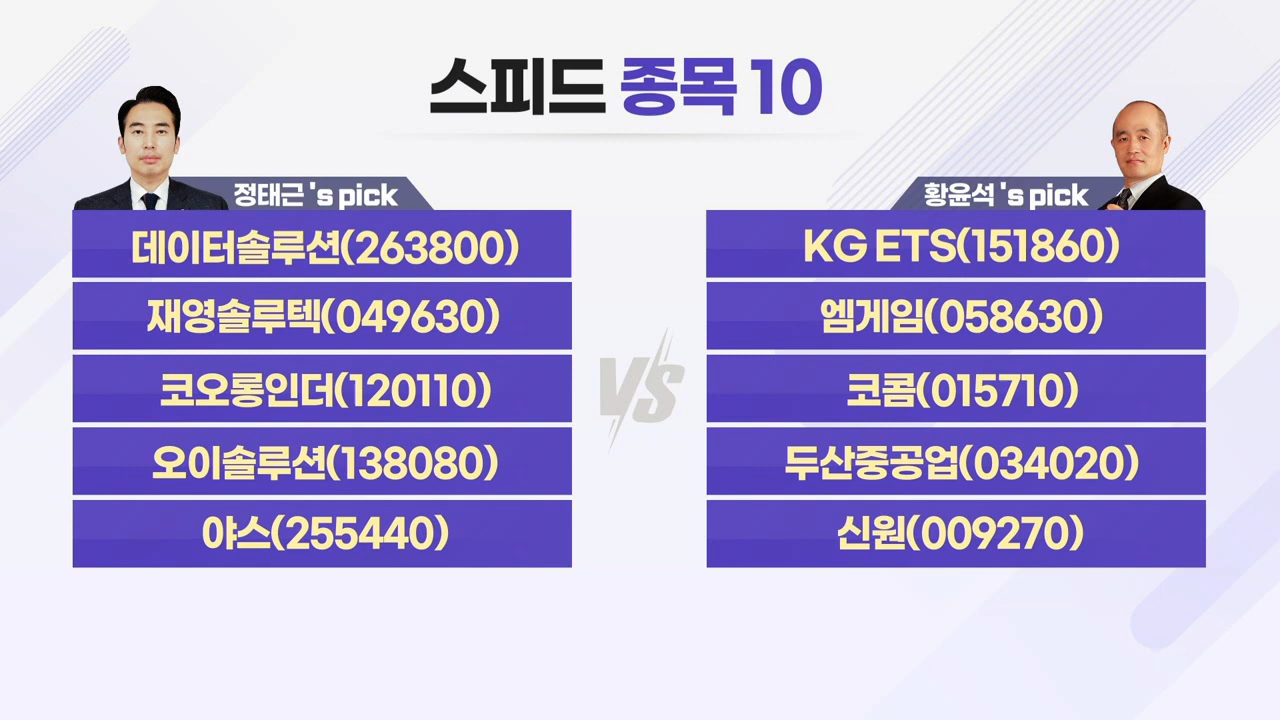 스피드 종목 10
정태근 's pick
데이터솔루션(263800)
재영솔루텍(049630)
코오롱인더(120110)
오이솔루션(138080)
야스(255440)
VS
황윤석 's pick
KG ETS(151860)
엠게임(058630)
코콤(015710)
두산중공업(034020)
신원(009270)